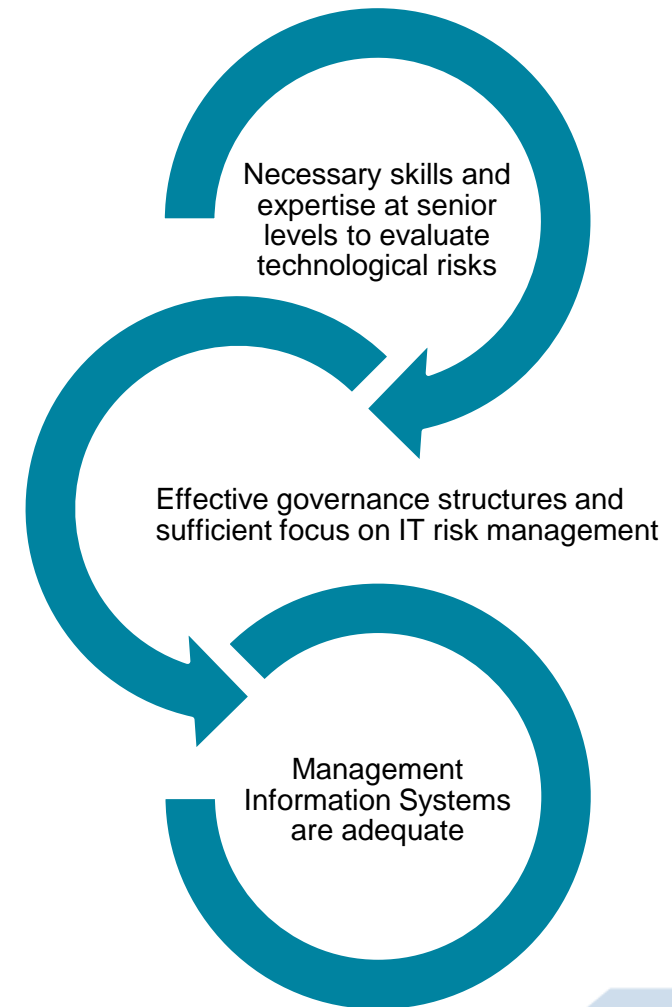 Necessary skills and
expertise at senior
levels to evaluate
technological risks
Effective governance structures and
sufficient focus on IT risk management
Management
Information Systems
are adequate